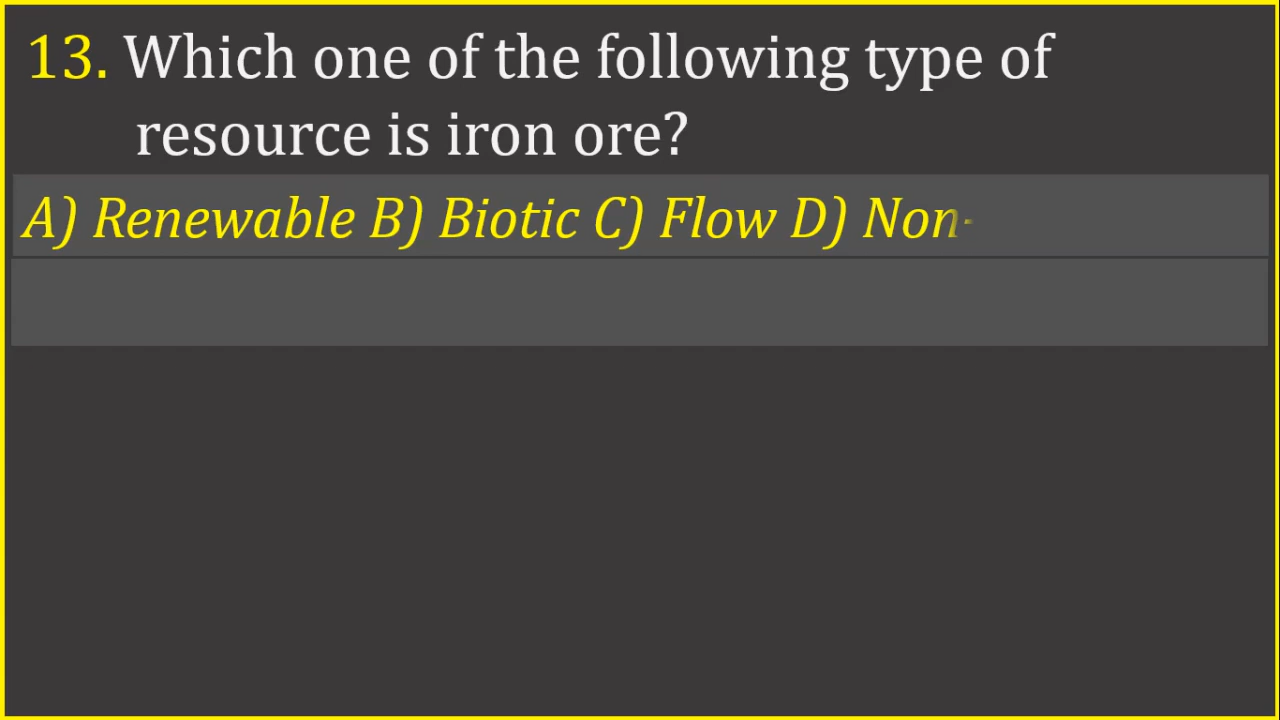 13. Which one of the following type of
resource is iron ore?
A) Renewable B) Biotic C) Flow D) Non-